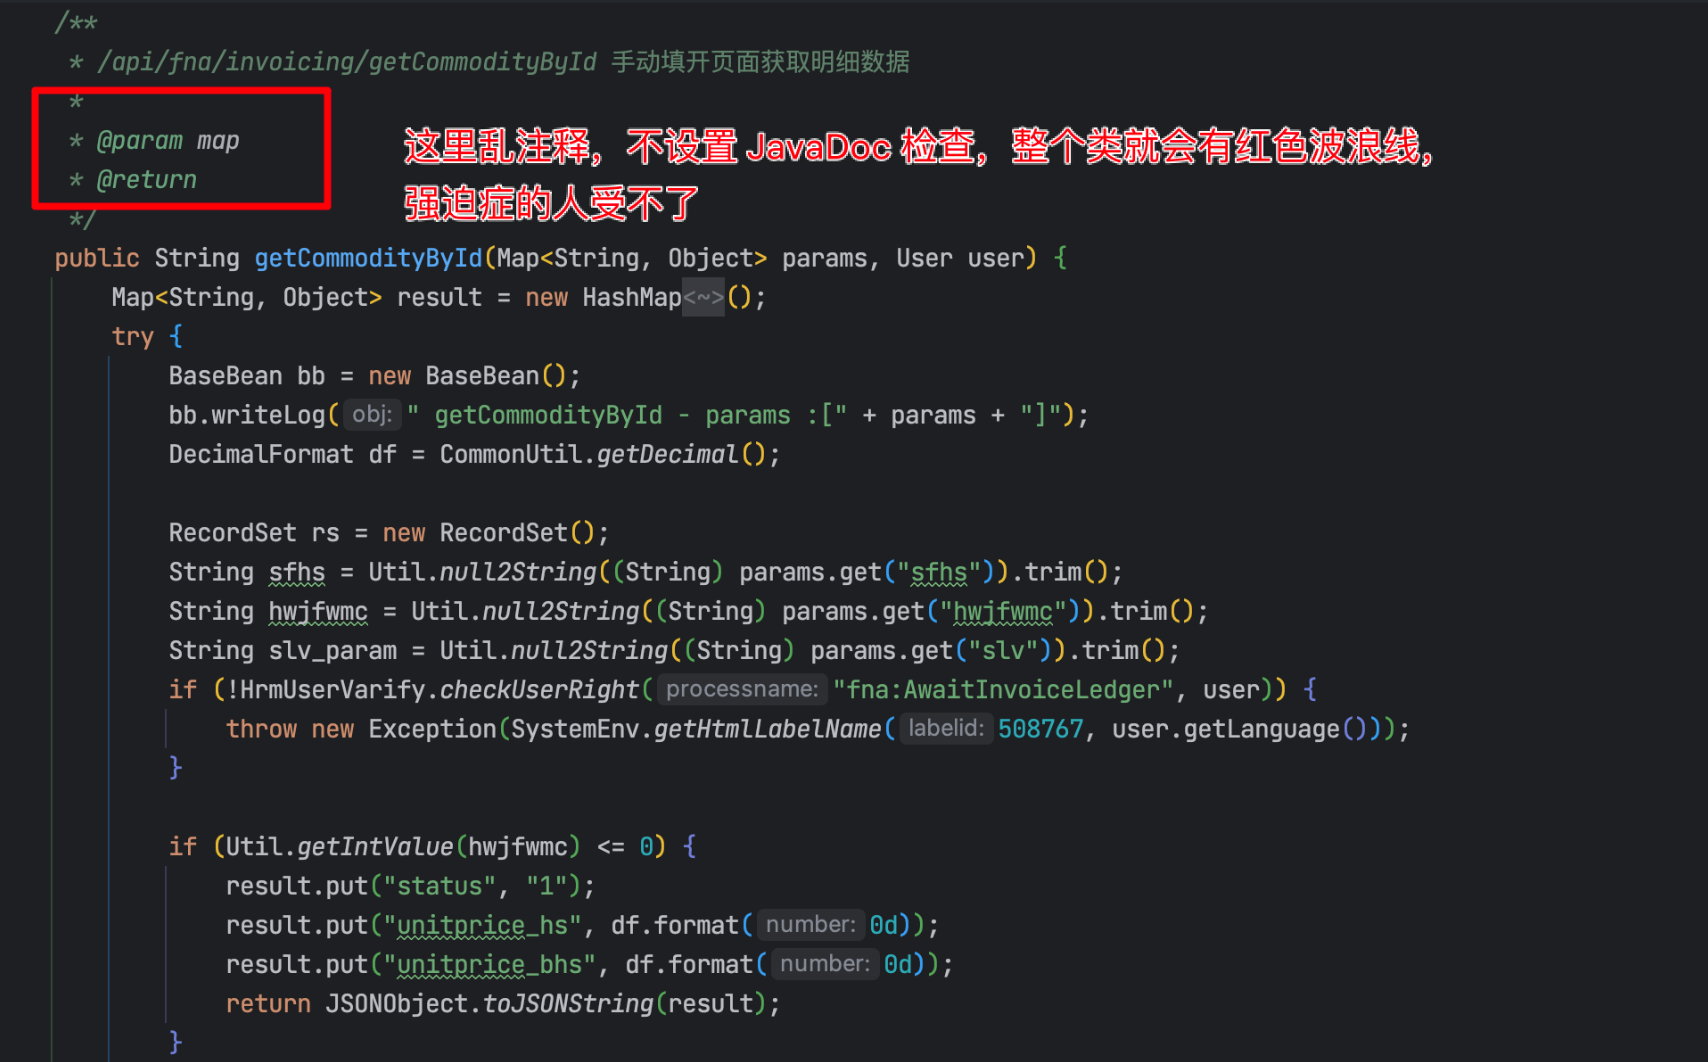 /**
* /api/fna/invoicing/getCommodityById 手动填开页面获取明细数据
*
* @param map
* @return
*/
这里乱注释，不设置 JavaDoc 检查，整个类就会有红色波浪线，
强迫症的人受不了
public String getCommodityById(Map<String, Object> params, User user) {
Map<String, Object> result = new HashMap<~>();
try {
BaseBean bb = new BaseBean();
bb.writeLog( obj: " getCommodityById - params :[" + params + "]");
DecimalFormat df = CommonUtil.getDecimal();
RecordSet rs = new RecordSet();
String sfhs = Util.null2String((String) params.get("sfhs")).trim();
String hwjfwmc = Util.null2String((String) params.get("hwjfwmc")).trim();
String slv_param = Util.null2String((String) params.get("slv")).trim();
if (!HrmUserVarify.checkUserRight( processname: "fna:AwaitInvoiceLedger", user)) {
throw new Exception(SystemEnv.getHtmlLabelName( labelid: 508767, user.getLanguage()));
}
if (Util.getIntValue(hwjfwmc) <= 0) {
result.put("status", "1");
result.put("unitprice_hs", df.format( number: 0d));
result.put("unitprice_bhs", df.format( number: 0d));
return JSONObject.toJSONString(result);
}